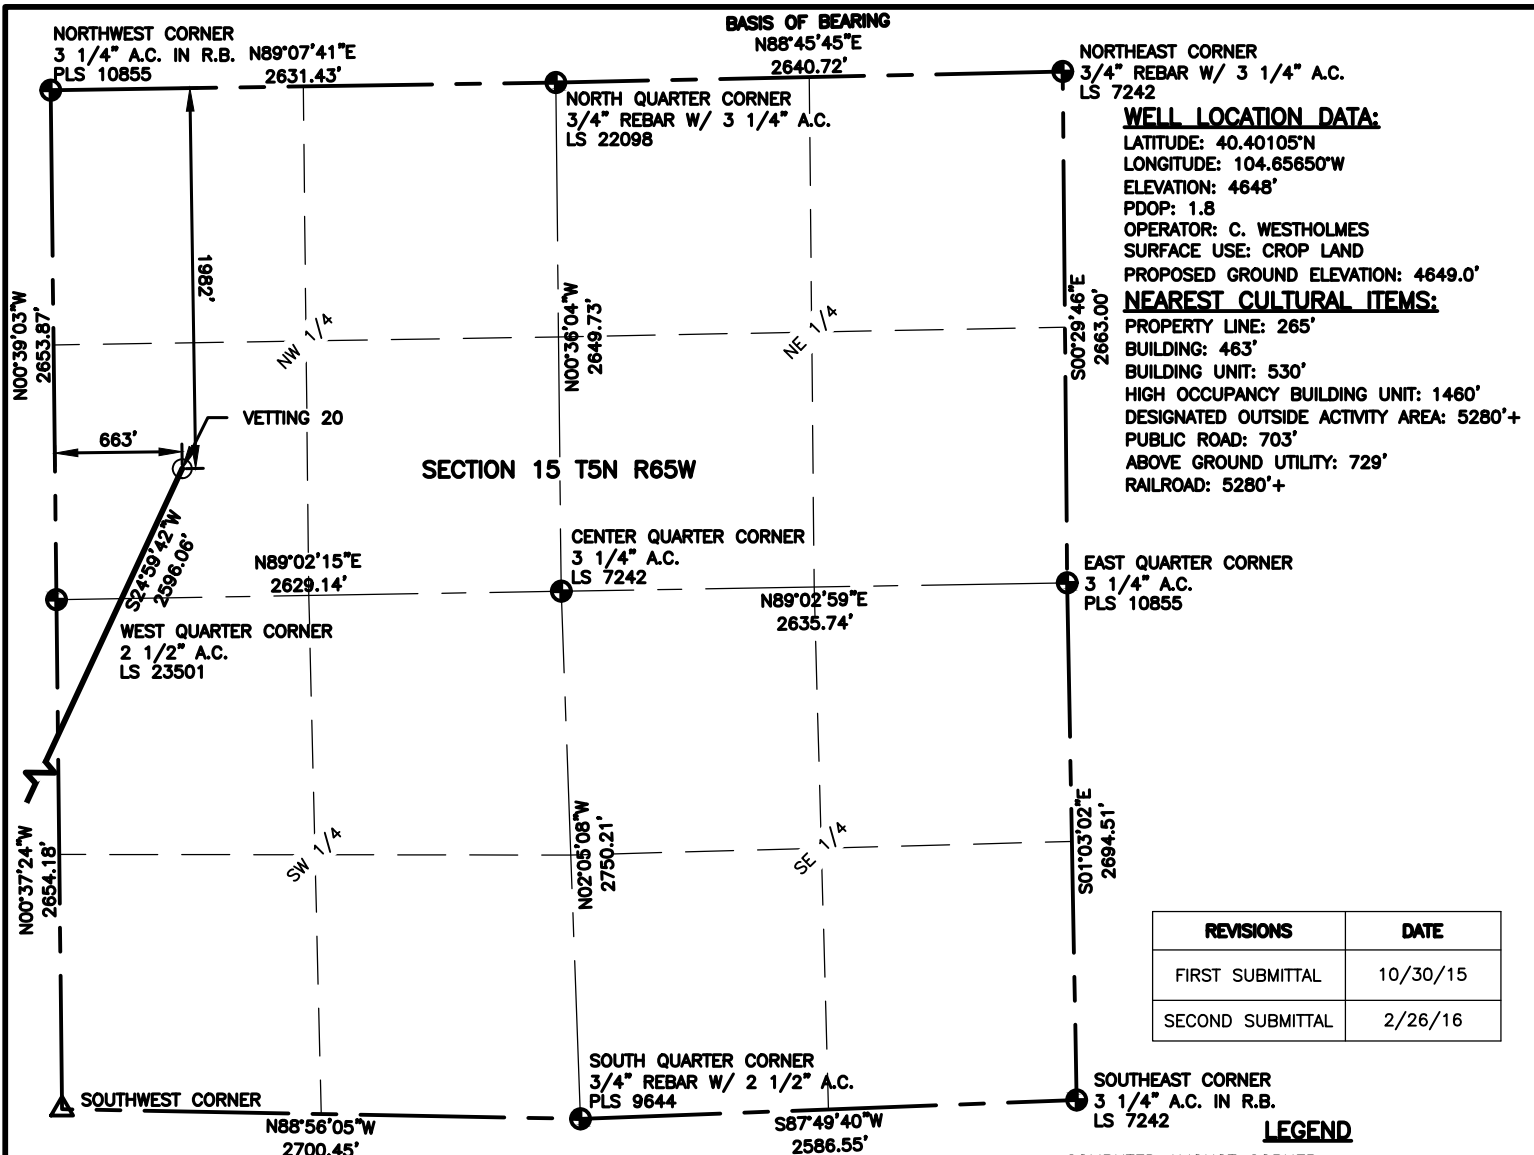 BASIS OF BEARING
N88°45'45"E
2640.72'
NORTHWEST CORNER
3 1/4" A.C. IN R.B.
PLS 10855
N89°07'41"E
2631.43'
NORTH QUARTER CORNER
3/4" REBAR W/ 3 1/4" A.C.
LS 22098
NORTHEAST CORNER
3/4" REBAR W/ 3 1/4" A.C.
LS 7242
WELL LOCATION DATA:
LATITUDE: 40.40105°N
LONGITUDE: 104.65650°W
ELEVATION: 4648'
PDOP: 1.8
OPERATOR: C. WESTHOLMES
SURFACE USE: CROP LAND
PROPOSED GROUND ELEVATION: 4649.0'
NEAREST CULTURAL ITEMS:
PROPERTY LINE: 265'
BUILDING: 463'
BUILDING UNIT: 530'
HIGH OCCUPANCY BUILDING UNIT: 1460'
DESIGNATED OUTSIDE ACTIVITY AREA: 5280'+
PUBLIC ROAD: 703'
ABOVE GROUND UTILITY: 729'
RAILROAD: 5280'+
N00°39'03"W
2653.87'
1982'
NW 1/4
N00°36'04"W
2649.73'
NE 1/4
S00°29'46"E
2663.00'
663'
VETTING 20
SECTION 15 T5N R65W
S24°59'42"W
2596.06'
N89°02'15"E
2629.14'
CENTER QUARTER CORNER
3 1/4" A.C.
LS 7242
N89°02'59"E
2635.74'
EAST QUARTER CORNER
3 1/4" A.C.
PLS 10855
WEST QUARTER CORNER
2 1/2" A.C.
LS 23501
N00°37'24"W
2654.18'
SW 1/4
N02°05'08"W
2750.21'
SE 1/4
S01°03'02"E
2694.51'
REVISIONS DATE
FIRST SUBMITTAL 10/30/15
SECOND SUBMITTAL 2/26/16
SOUTHWEST CORNER
N88°56'05"W
2700.45'
SOUTH QUARTER CORNER
3/4" REBAR W/ 2 1/2" A.C.
PLS 9644
S87°49'40"W
2586.55'
SOUTHEAST CORNER
3 1/4" A.C. IN R.B.
LS 7242
LEGEND